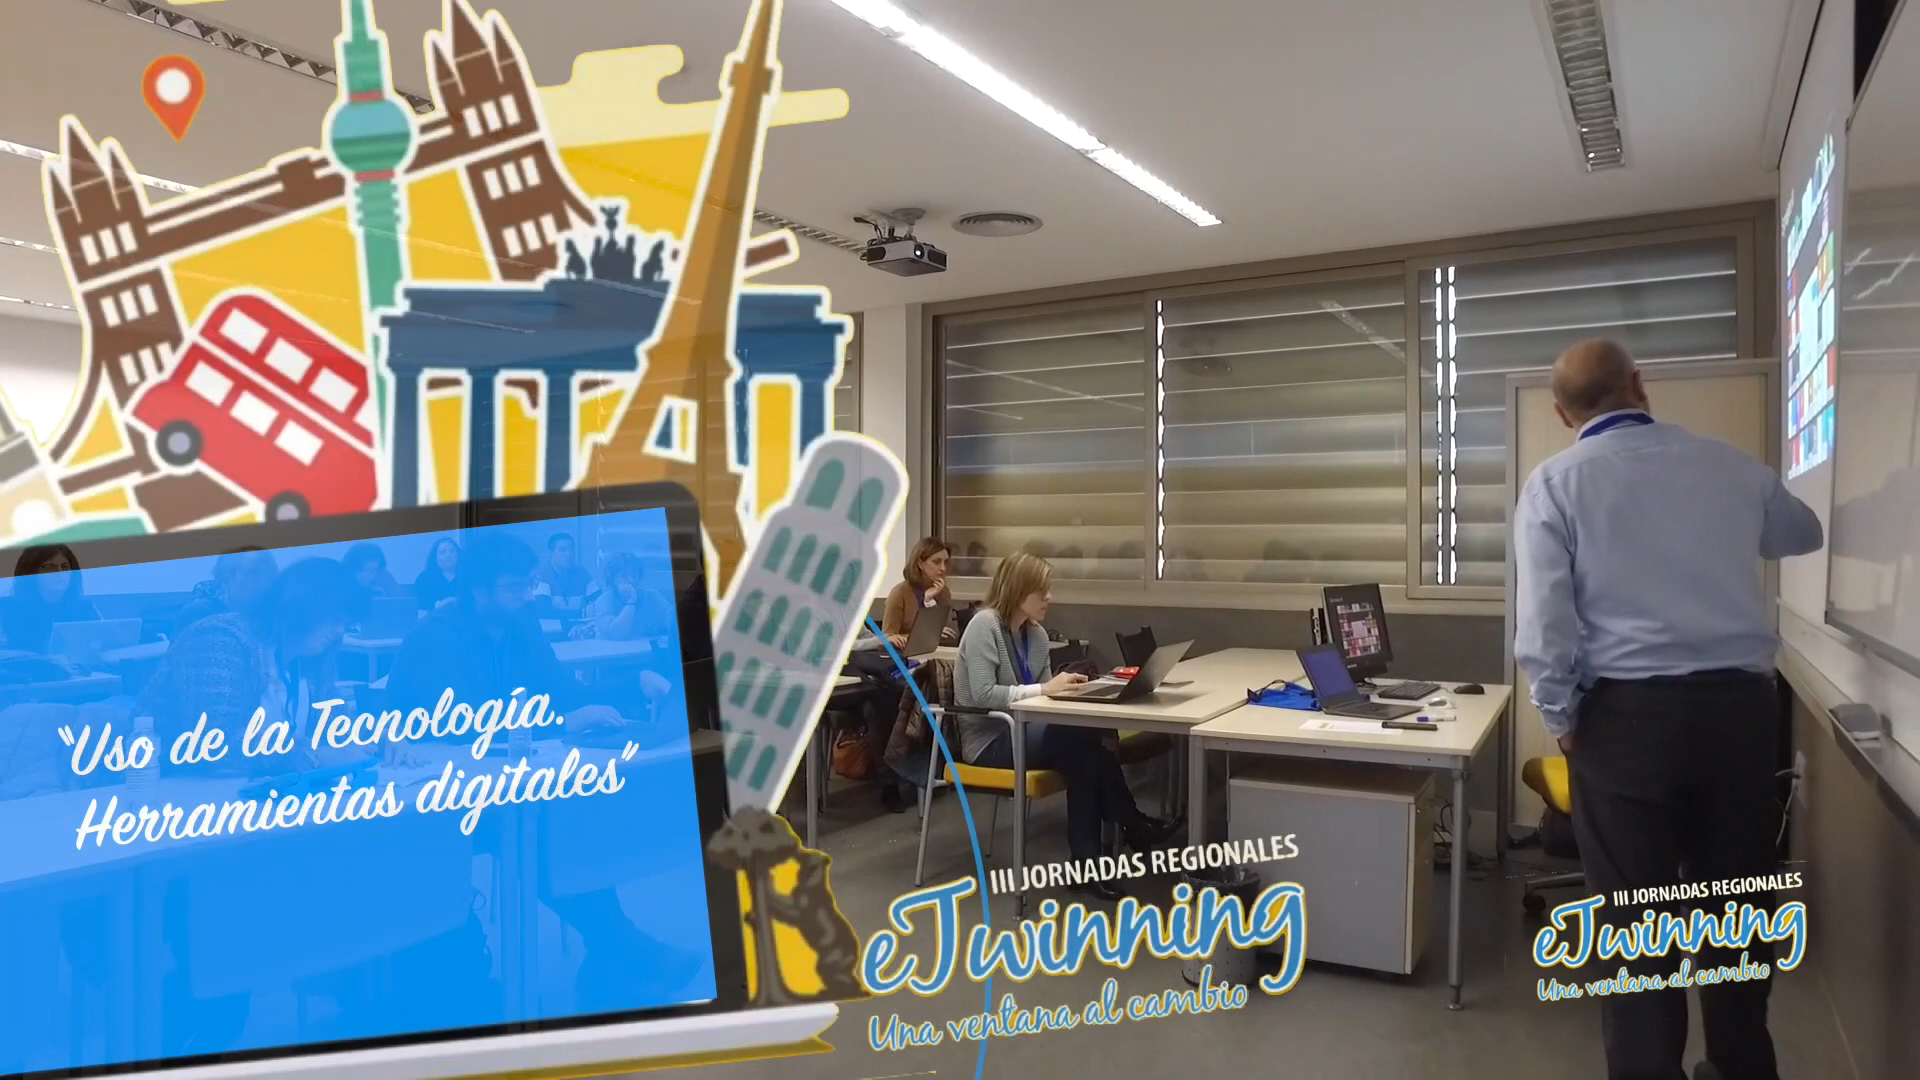 “Uso de la Tecnología.
Herramientas digitales”
III JORNADAS REGIONALES
eTwinning
Una ventana al cambio
III JORNADAS REGIONALES
eTwinning
Una ventana al cambio